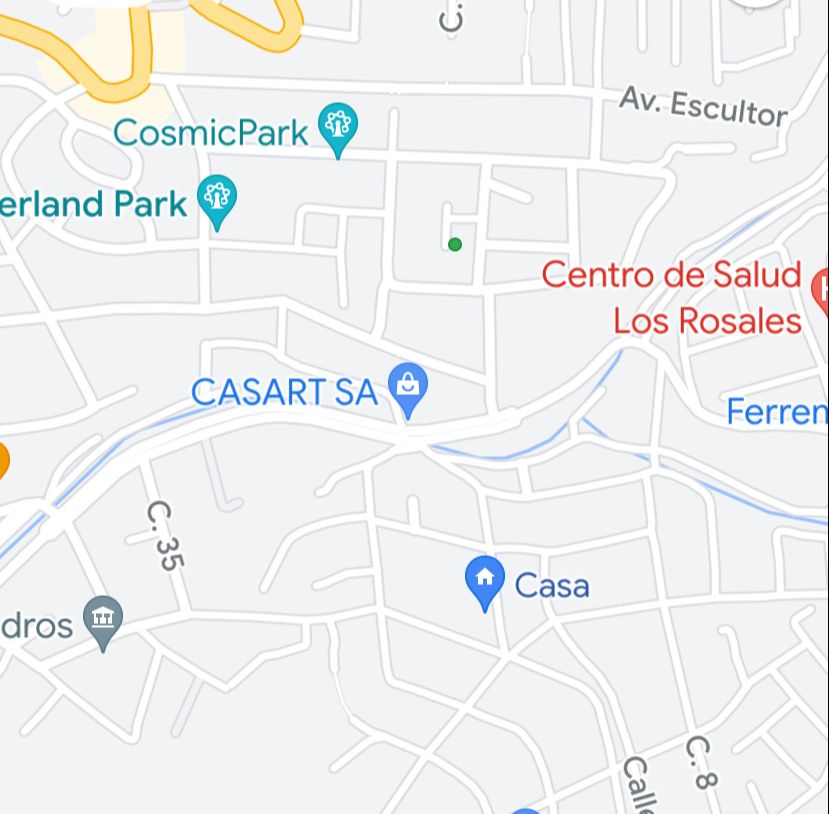 C.
Av. Escultor
CosmicPark
erland Park
Centro de Salud
Los Rosales
CASART SA
Ferren
C. 35
Casa
dros
C. 8
Calle